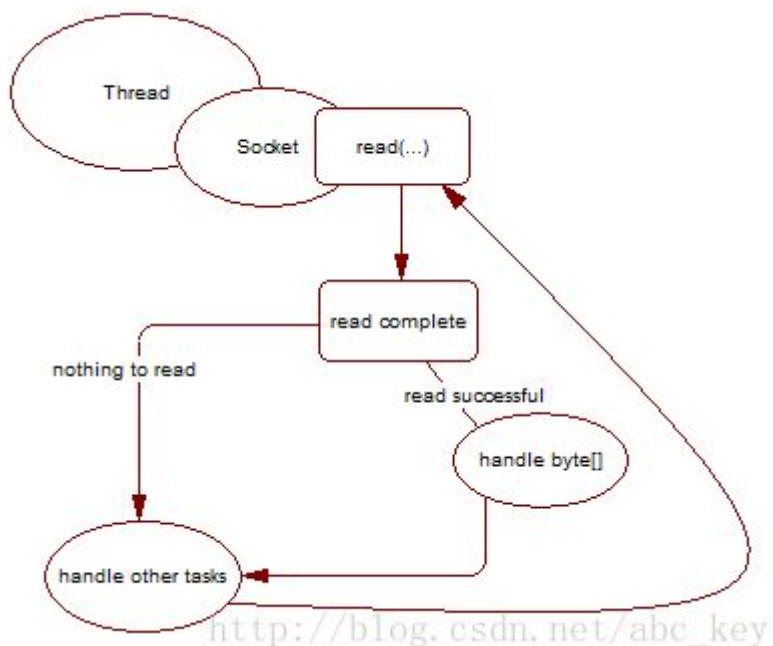 Thread
Socket
read(...)
read complete
nothing to read
read successful
handle byte[]
handle other tasks
http://blog.csdn.net/abc_key